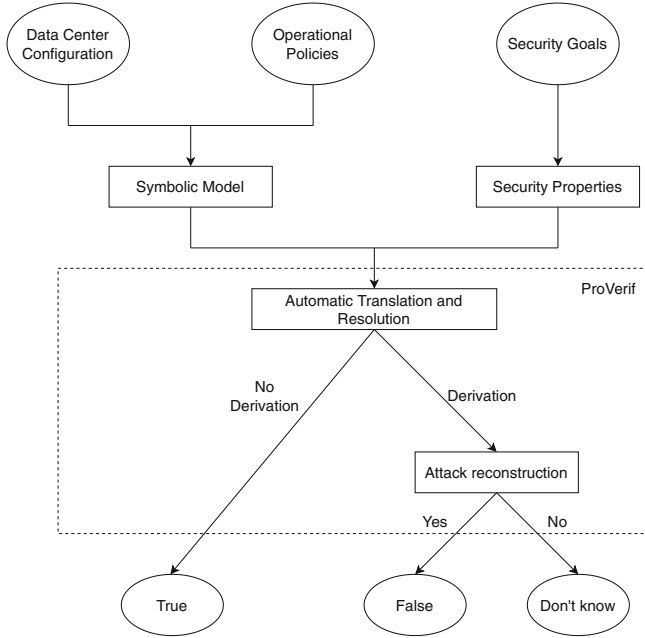 Data Center
Configuration
Operational
Policies
Security Goals
Symbolic Model
Security Properties
ProVerif
Automatic Translation and
Resolution
No
Derivation
Derivation
Attack reconstruction
Yes
No
True
False
Don't know